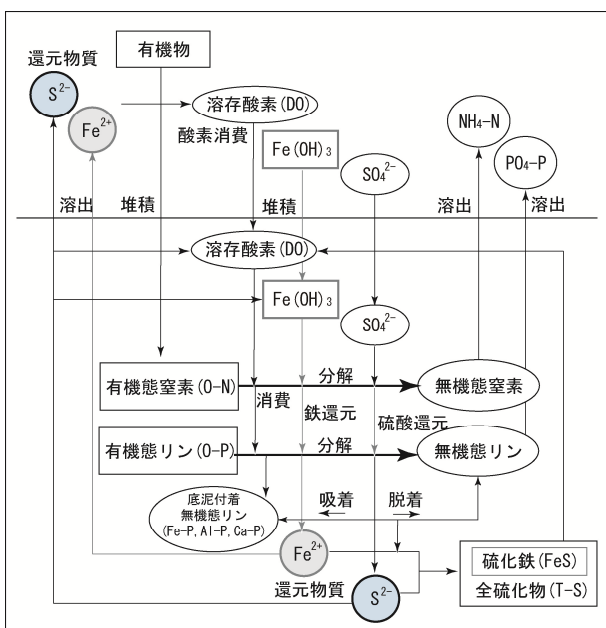 有機物
還元物質
S2−
Fe2+
溶存酸素(DO)
酸素消費
Fe(OH)3
SO42−
NH4−N
PO4−P
溶出
堆積
堆積
溶出
溶出
溶存酸素(DO)
Fe(OH)3
SO42−
有機態窒素(O−N)
分解
無機態窒素
消費
鉄還元
硫酸還元
有機態リン(O−P)
分解
無機態リン
底泥付着
無機態リン
(Fe−P,Al−P,Ca−P)
吸着
脱着
Fe2+
還元物質
S2−
硫化鉄(FeS)
全硫化物(T−S)